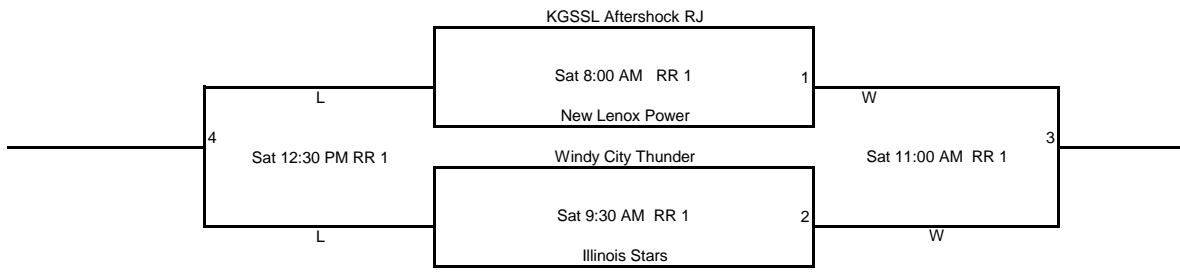 KGSSL Aftershock RJ
Sat 8:00 AM RR 1
1
L
W
New Lenox Power
4
3
Sat 12:30 PM RR 1
Windy City Thunder
Sat 11:00 AM RR 1
Sat 9:30 AM RR 1
2
L
W
Illinois Stars